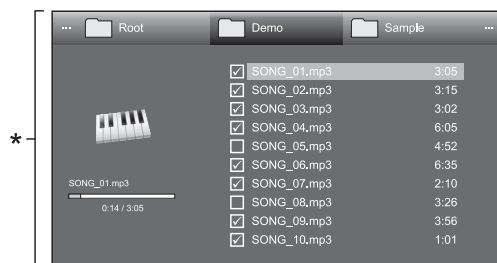 ... Root Demo Sample ...
SONG_01.mp3 3:05
SONG_02.mp3 3:15
SONG_03.mp3 3:02
*
SONG_04.mp3 6:05
SONG_05.mp3 4:52
SONG_06.mp3 6:35
SONG_01.mp3
SONG_07.mp3 2:10
0:14 / 3:05
SONG_08.mp3 3:26
SONG_09.mp3 3:56
SONG_10.mp3 1:01